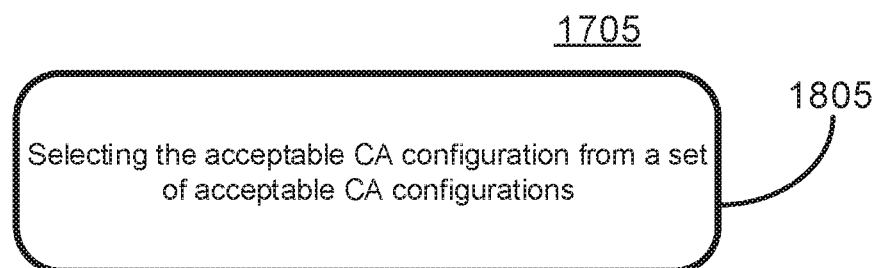 1705
1805
Selecting the acceptable CA configuration from a set
of acceptable CA configurations